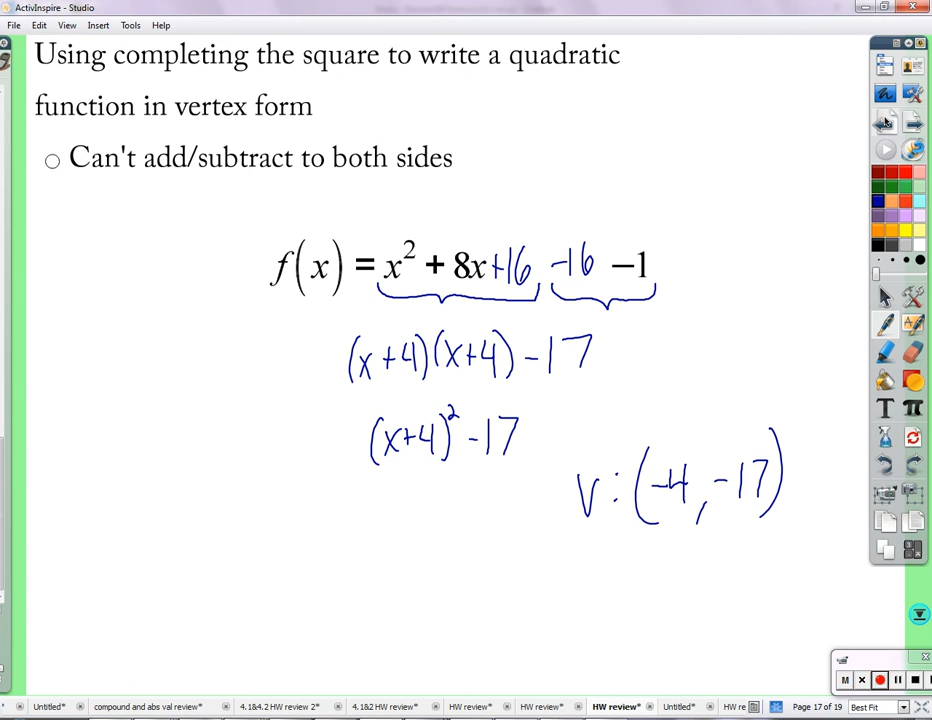 ActivInspire - Studio
File Edit View Insert Tools Help
Using completing the square to write a quadratic
function in vertex form
○ Can't add/subtract to both sides
f(x) = x² + 8x +16 -16 −1
(x+4)(x+4) - 17
(x+4)² - 17
V : (-4, -17)
M
Untitled* compound and abs val review* 4.1&4.2 HW review 2* 4.1&2 HW review* HW review* HW review* HW review* Untitled* HW re Page 17 of 19 Best Fit